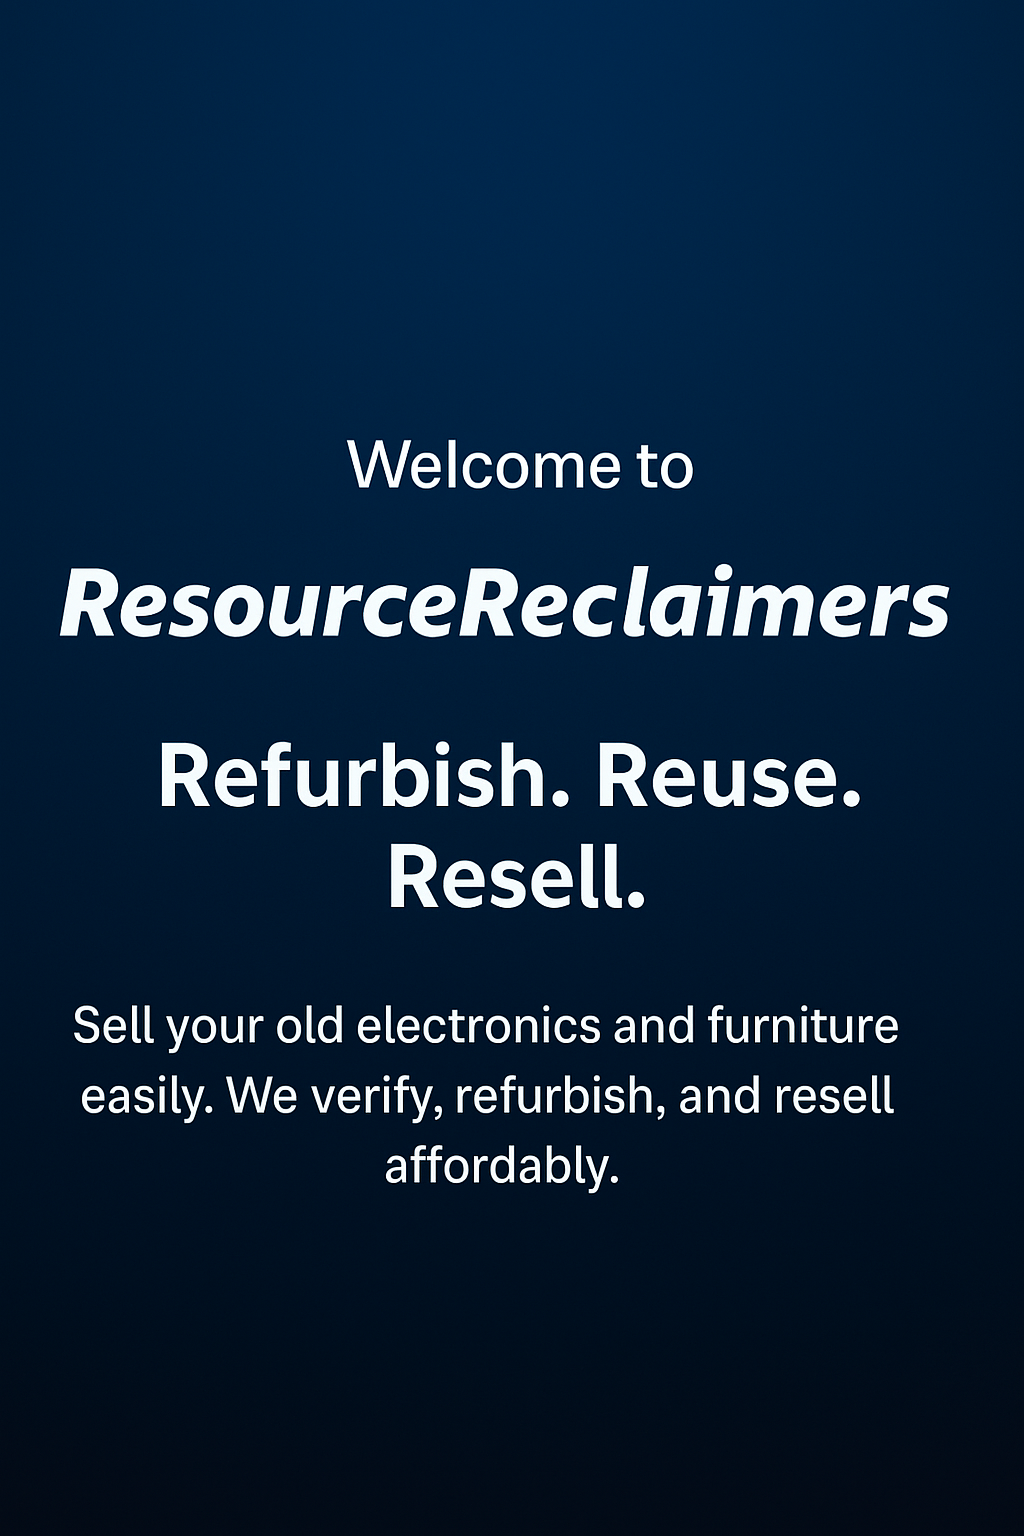 Welcome to
ResourceReclaimers
Refurbish. Reuse.
Resell.
Sell your old electronics and furniture
easily. We verify, refurbish, and resell
affordably.